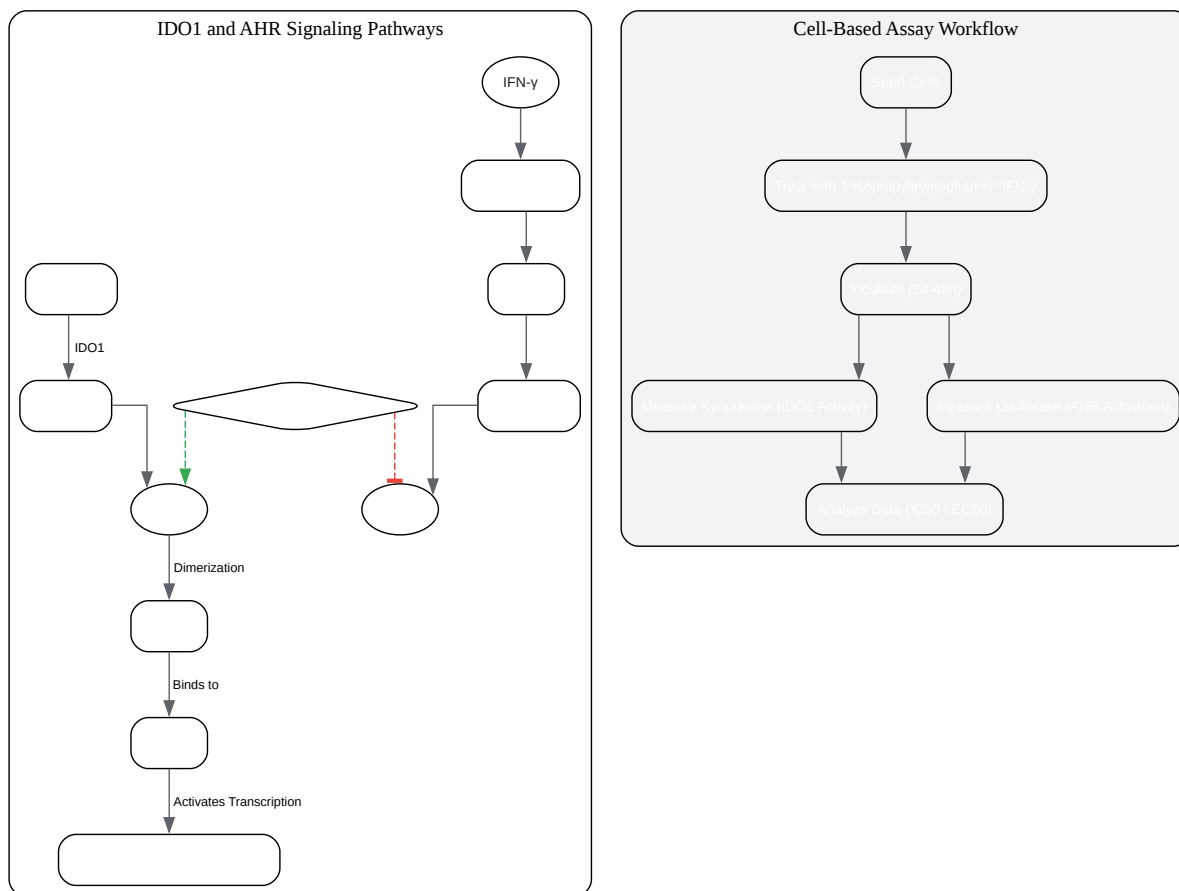 IDO1 and AHR Signaling Pathways
IFN-γ
IDO1
Dimerization
Binds to
Activates Transcription
Cell-Based Assay Workflow
Seed Cells
Treat with 1-Isopropyltryptophan +/- IFN-γ
Incubate (24-48h)
Measure Kynurenine (IDO1 Activity)
Measure Luciferase (AHR Activation)
Analyze Data (IC50 / EC50)